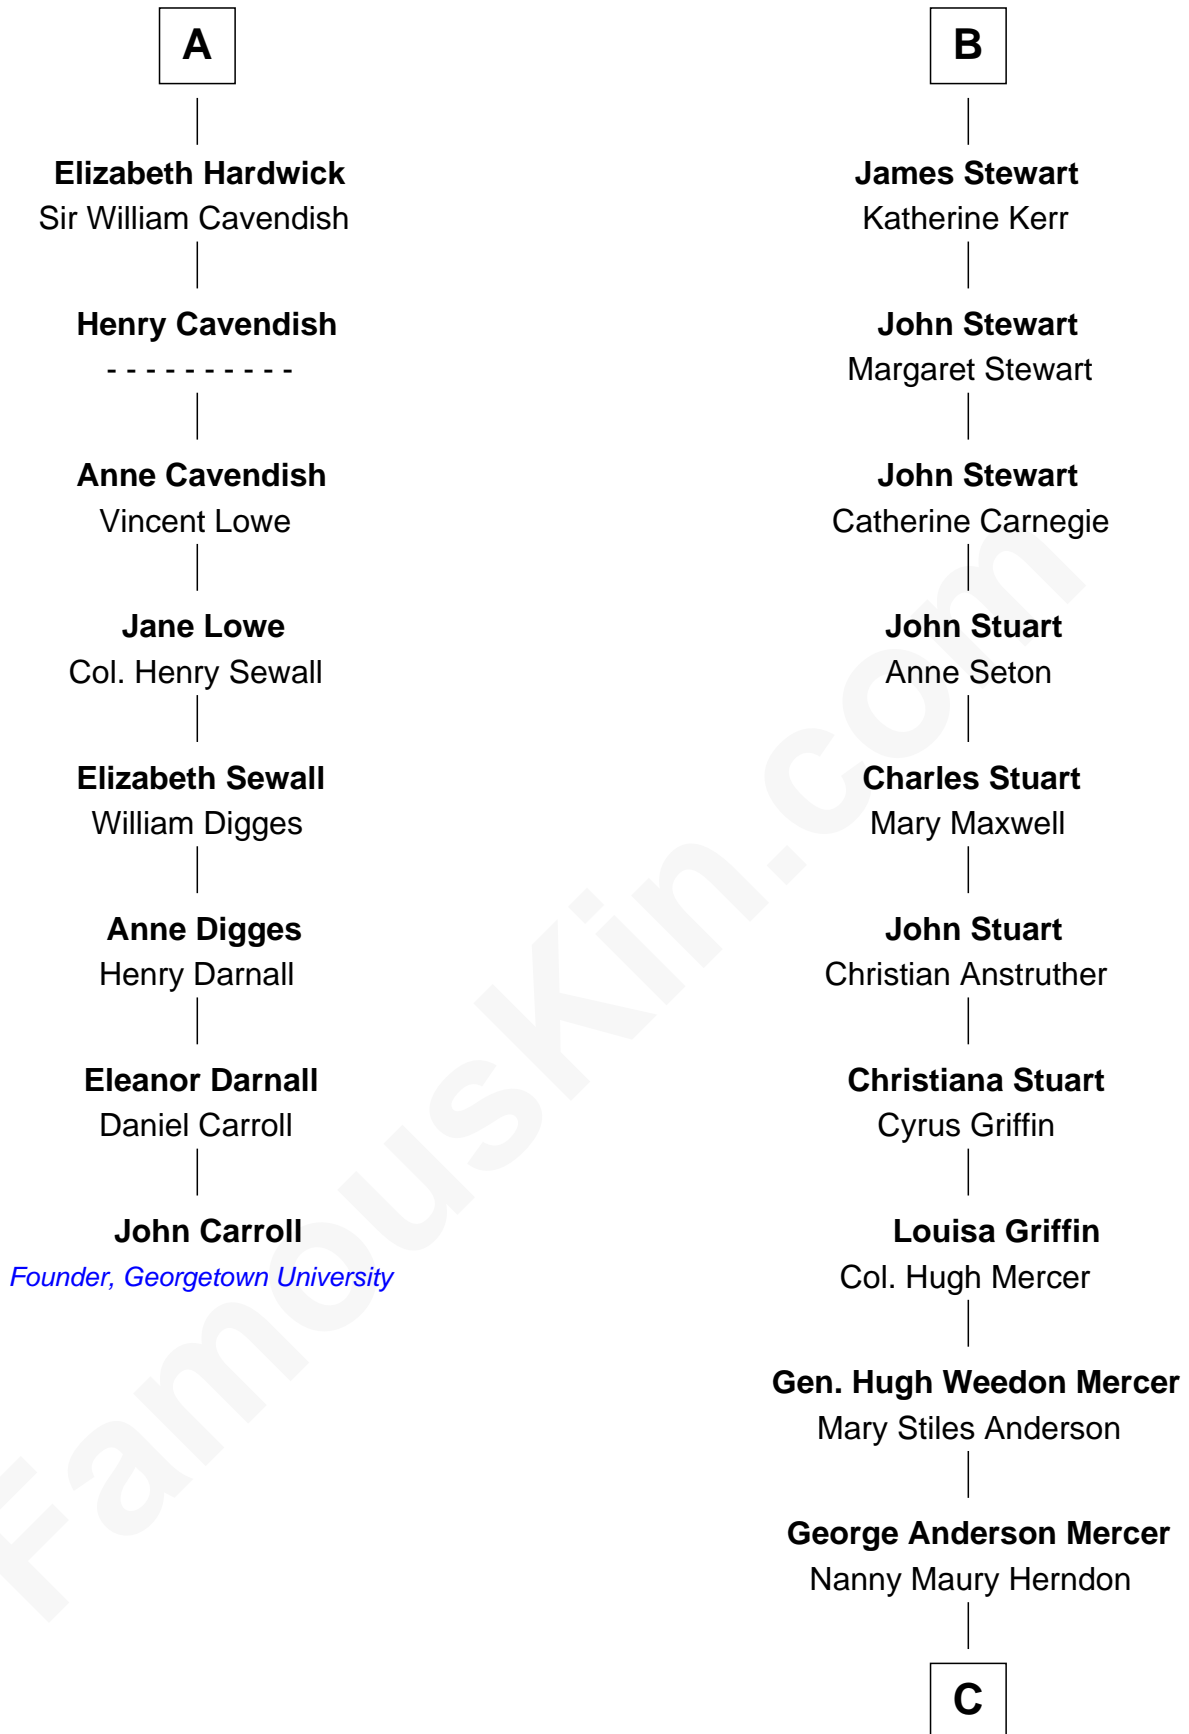 A
Elizabeth Hardwick
Sir William Cavendish
Henry Cavendish
- - - - - - - - - -
Anne Cavendish
Vincent Lowe
Jane Lowe
Col. Henry Sewall
Elizabeth Sewall
William Digges
Anne Digges
Henry Darnall
Eleanor Darnall
Daniel Carroll
John Carroll
Founder, Georgetown University
B
James Stewart
Katherine Kerr
John Stewart
Margaret Stewart
John Stewart
Catherine Carnegie
John Stuart
Anne Seton
Charles Stuart
Mary Maxwell
John Stuart
Christian Anstruther
Christiana Stuart
Cyrus Griffin
Louisa Griffin
Col. Hugh Mercer
Gen. Hugh Weedon Mercer
Mary Stiles Anderson
George Anderson Mercer
Nanny Maury Herndon
C
FamousKin.com